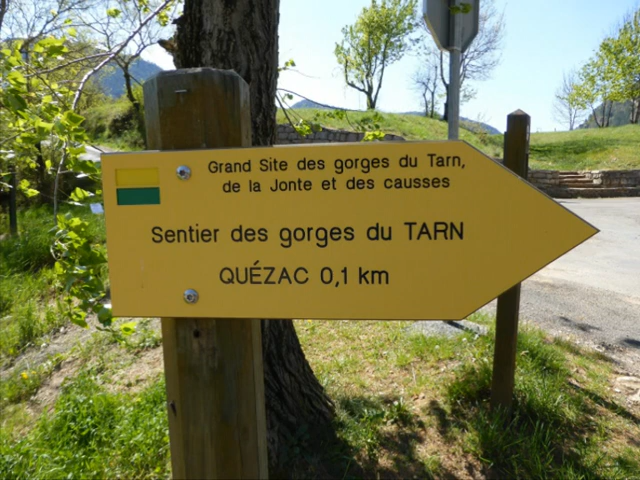 Grand Site des gorges du Tarn,
de la Jonte et des causses
Sentier des gorges du TARN
QUÉZAC 0,1 km